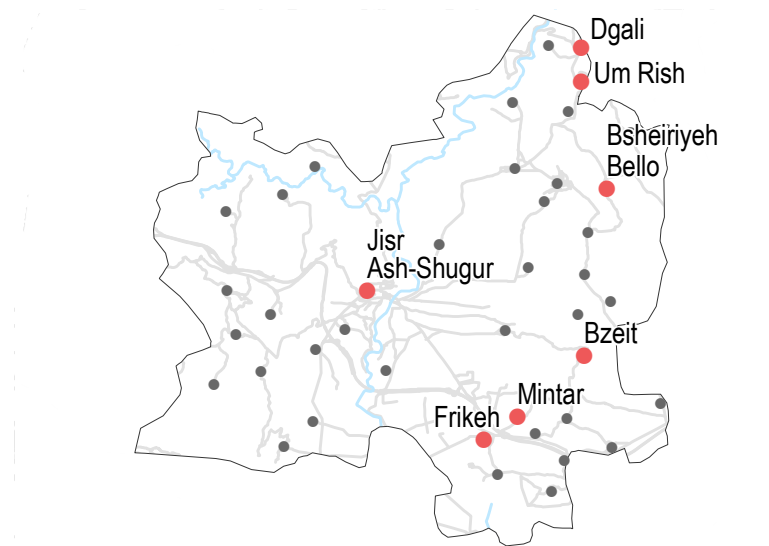 Dgali
Um Rish
Bsheiriyeh
Bello
Jisr
Ash-Shugur
Bzeit
Mintar
Frikeh